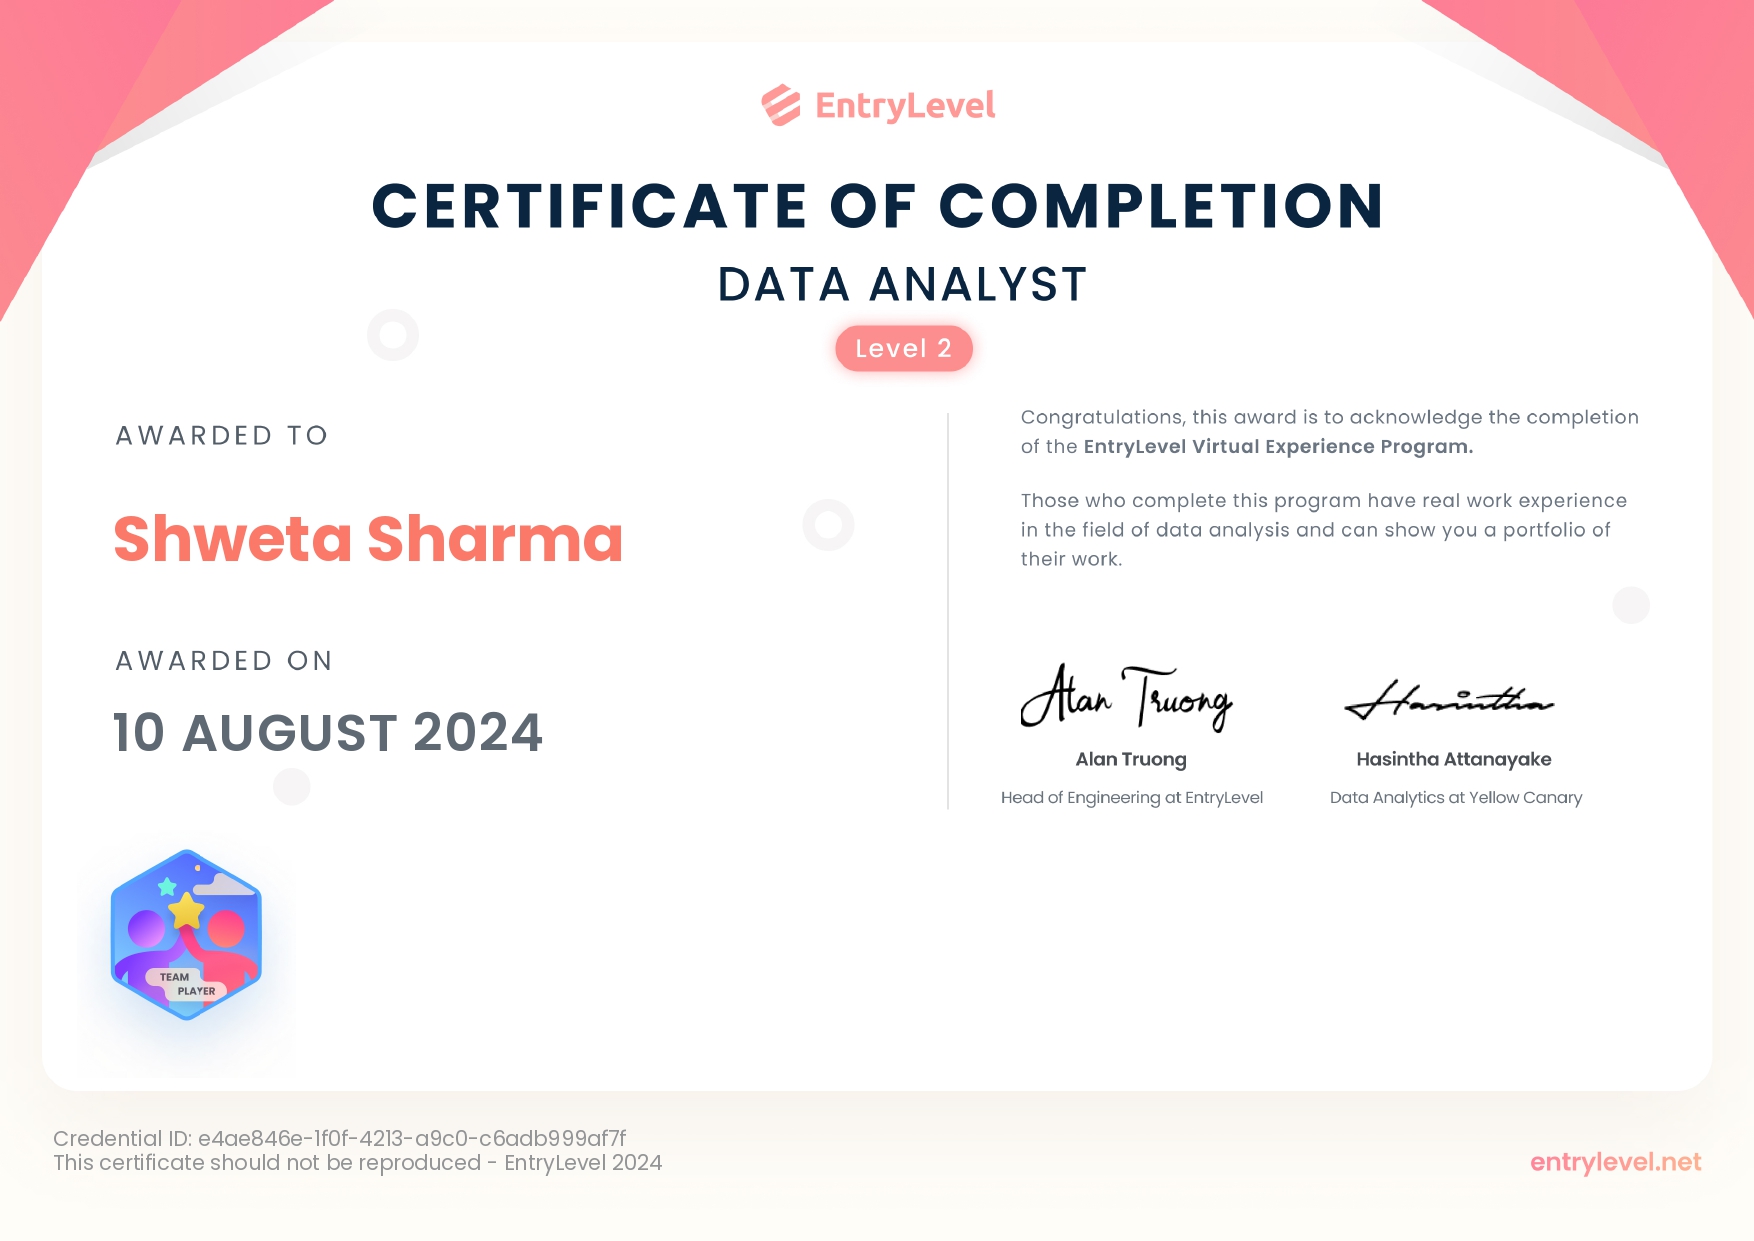 EntryLevel
CERTIFICATE OF COMPLETION
DATA ANALYST
Level 2
AWARDED TO
Shweta Sharma
AWARDED ON
10 AUGUST 2024
Congratulations, this award is to acknowledge the completion
of the EntryLevel Virtual Experience Program.
Those who complete this program have real work experience
in the field of data analysis and can show you a portfolio of
their work.
Alan Truong
Alan Truong
Head of Engineering at EntryLevel
Hasintha
Hasintha Attanayake
Data Analytics at Yellow Canary
TEAM
PLAYER
Credential ID: e4ae846e-1f0f-4213-a9c0-c6adb999af7f
This certificate should not be reproduced - EntryLevel 2024
entrylevel.net